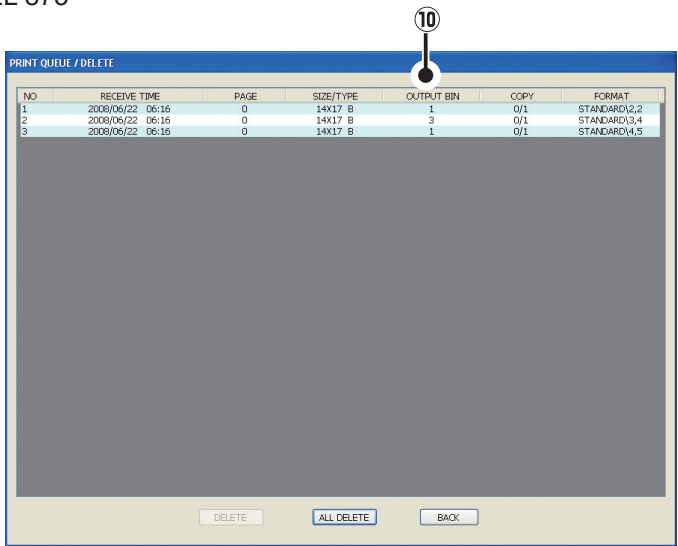 ⑩
PRINT QUEUE / DELETE
NO RECEIVE TIME PAGE SIZE/TYPE OUTPUT BIN COPY FORMAT
1 2008/06/22 06:16 0 14X17 B 1 0/1 STANDARD\2,2
2 2008/06/22 06:16 0 14X17 B 3 0/1 STANDARD\3,4
3 2008/06/22 06:16 0 14X17 B 1 0/1 STANDARD\4,5
DELETE ALL DELETE BACK